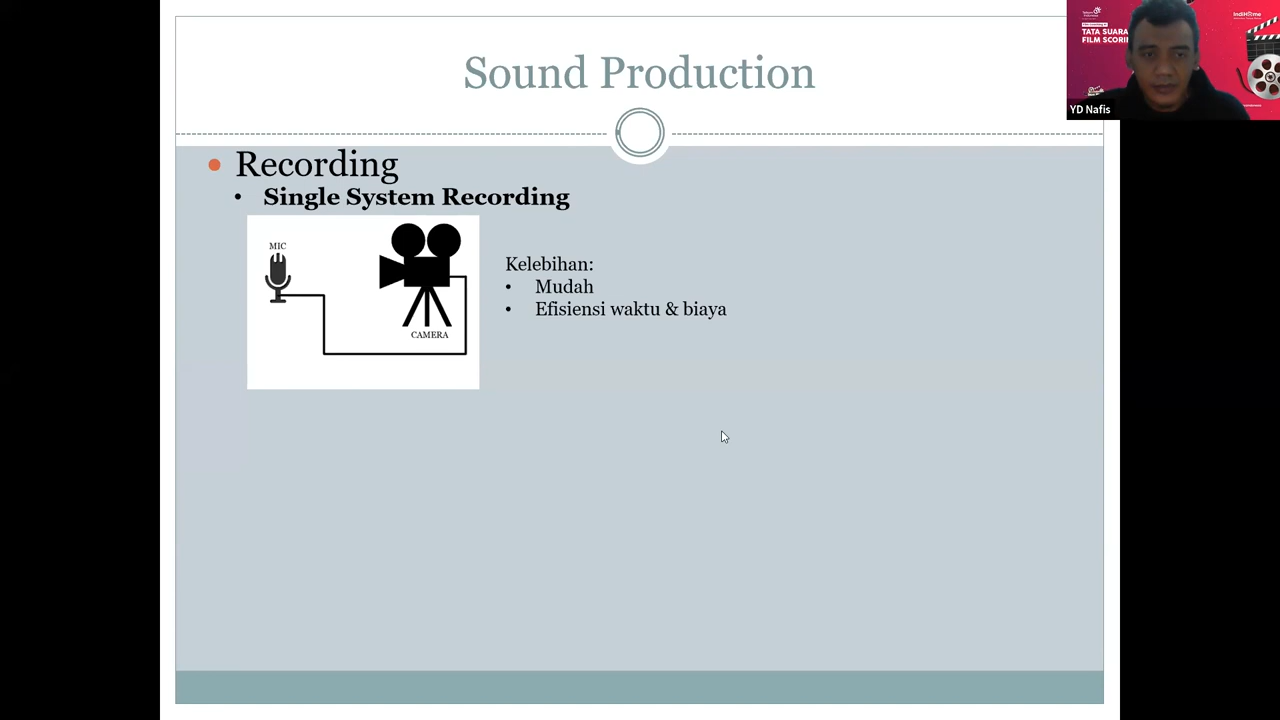 Sound Production
Recording
Single System Recording
MIC
CAMERA
Kelebihan:
Mudah
Efisiensi waktu & biaya
TATA SUARA
FILM SCORI
IndiHome
YD Nafis